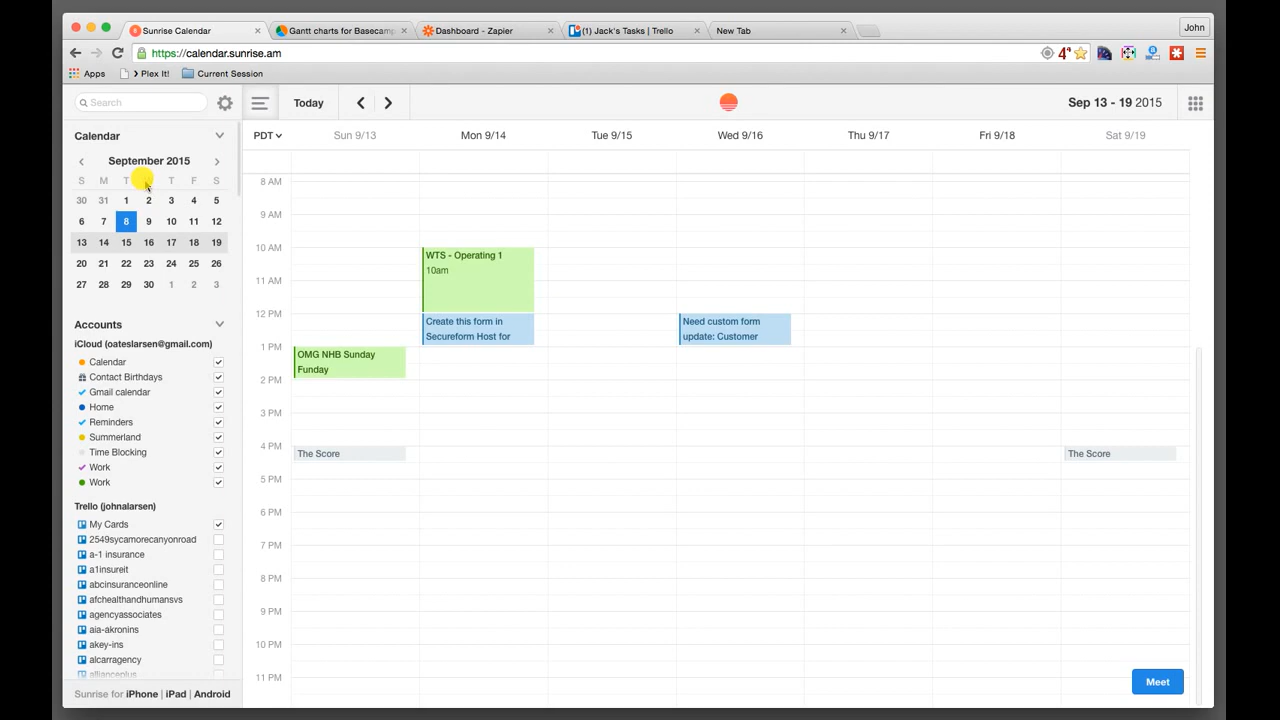 Sunrise Calendar
Gantt charts for Basecamp
Dashboard - Zapier
(1) Jack's Tasks | Trello
New Tab
John
https://calendar.sunrise.am
4
Apps
> Plex It!
Current Session
Search
Today
Sep 13 - 19 2015
Calendar
September 2015
S M T T F S
30 31 1 2 3 4 5
6 7 8 9 10 11 12
13 14 15 16 17 18 19
20 21 22 23 24 25 26
27 28 29 30 1 2 3
Accounts
iCloud (oateslarsen@gmail.com)
Calendar
Contact Birthdays
Gmail calendar
Home
Reminders
Summerland
Time Blocking
Work
Work
Trello (johnalarsen)
My Cards
2549sycamorecanyonroad
a-1 insurance
a1insureit
abcinsuranceonline
afchealthandhumansvs
agencyassociates
aia-akronins
akey-ins
alcarragency
allianceplus
Sunrise for iPhone | iPad | Android
PDT
Sun 9/13
Mon 9/14
Tue 9/15
Wed 9/16
Thu 9/17
Fri 9/18
Sat 9/19
8 AM
9 AM
10 AM
WTS - Operating 1
10am
11 AM
12 PM
Create this form in
Secureform Host for
Need custom form
update: Customer
1 PM
OMG NHB Sunday
Funday
2 PM
3 PM
4 PM
The Score
The Score
5 PM
6 PM
7 PM
8 PM
9 PM
10 PM
11 PM
Meet